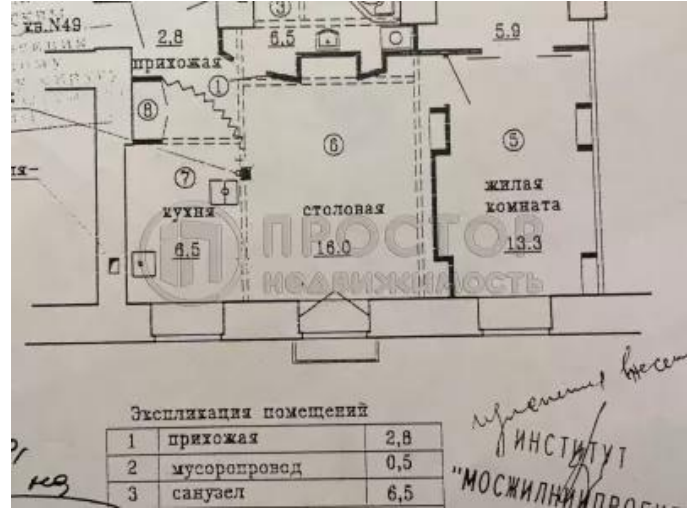 кв.N49
2,8
прихожая
3
2
6,5
5.9
1
8
6
5
7
кухня
6,5
столовая
16.0
жилая
комната
13.3
ПРОСТОР
НЕДВИЖИМОСТЬ
Экспликация помещений
1 прихожая 2,8
2 мусоропровод 0,5
3 санузел 6,5
ИНСТИТУТ